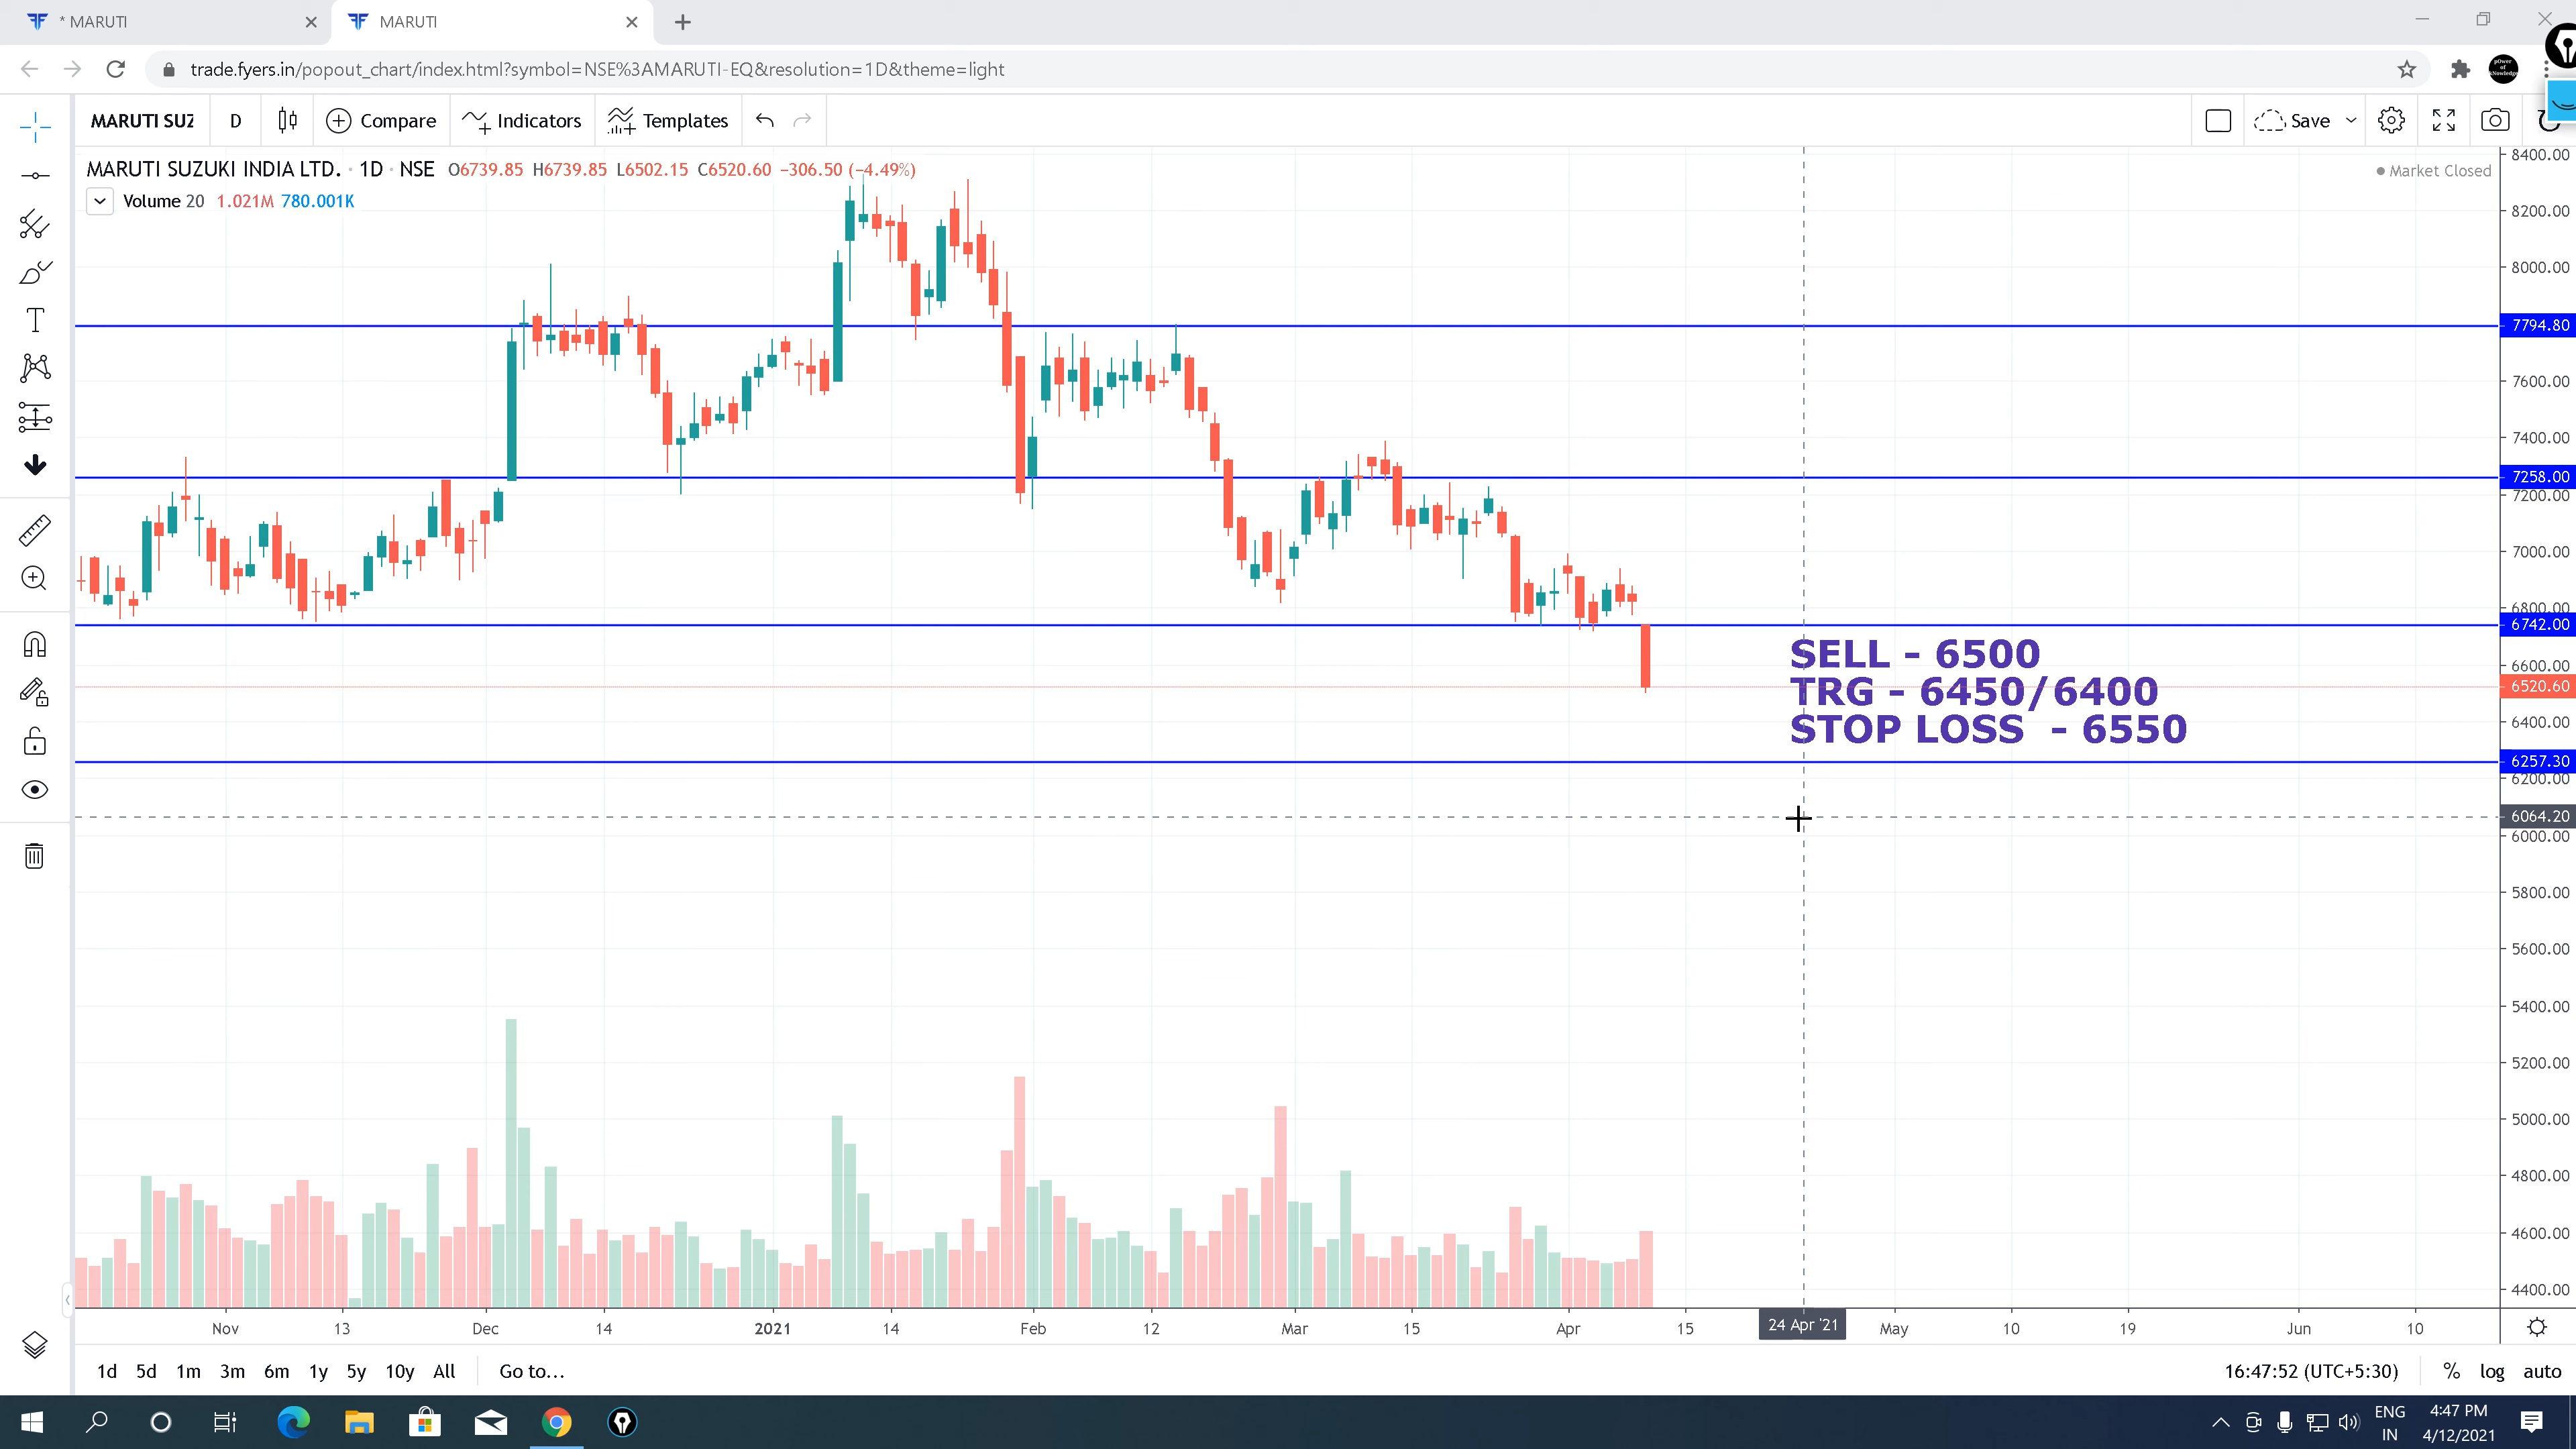 * MARUTI
MARUTI
trade.fyers.in/popout_chart/index.html?symbol=NSE%3AMARUTI-EQ&resolution=1D&theme=light
MARUTI SUZ D Compare Indicators Templates Save
MARUTI SUZUKI INDIA LTD. · 1D · NSE O6739.85 H6739.85 L6502.15 C6520.60 −306.50 (−4.49%)
Market Closed
Volume 20 1.021M 780.001K
8400.00
8200.00
8000.00
7794.80
7600.00
7400.00
7258.00
7200.00
7000.00
6800.00
6742.00
6600.00
6520.60
6400.00
6257.30
6200.00
6064.20
6000.00
5800.00
5600.00
5400.00
5200.00
5000.00
4800.00
4600.00
4400.00
SELL - 6500
TRG - 6450/6400
STOP LOSS - 6550
Nov 13 Dec 14 2021 14 Feb 12 Mar 15 Apr 15 24 Apr '21 May 10 19 Jun 10
1d 5d 1m 3m 6m 1y 5y 10y All Go to... 16:47:52 (UTC+5:30) % log auto
ENG
IN
4:47 PM
4/12/2021